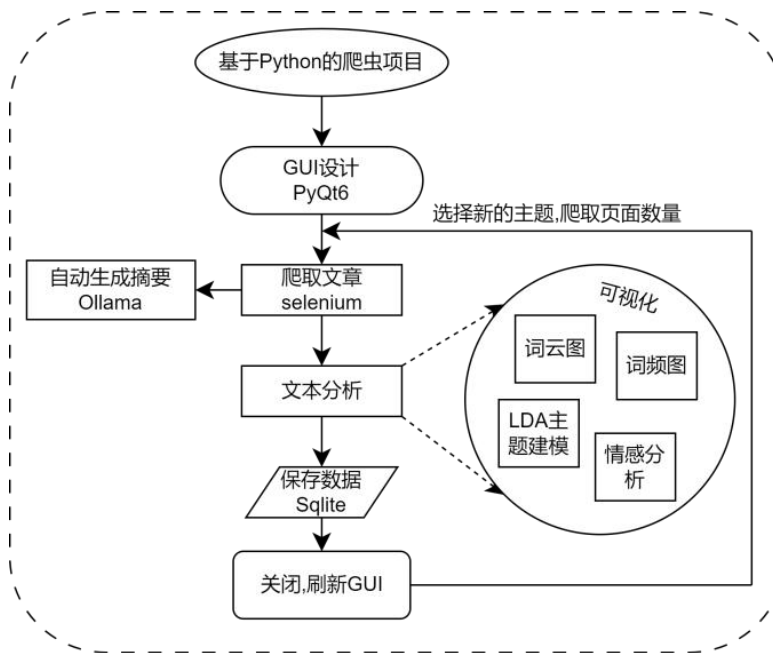 基于Python的爬虫项目
GUI设计
PyQt6
选择新的主题,爬取页面数量
自动生成摘要
Ollama
爬取文章
selenium
可视化
词云图
词频图
文本分析
LDA主
题建模
情感分
析
保存数据
Sqlite
关闭,刷新GUI